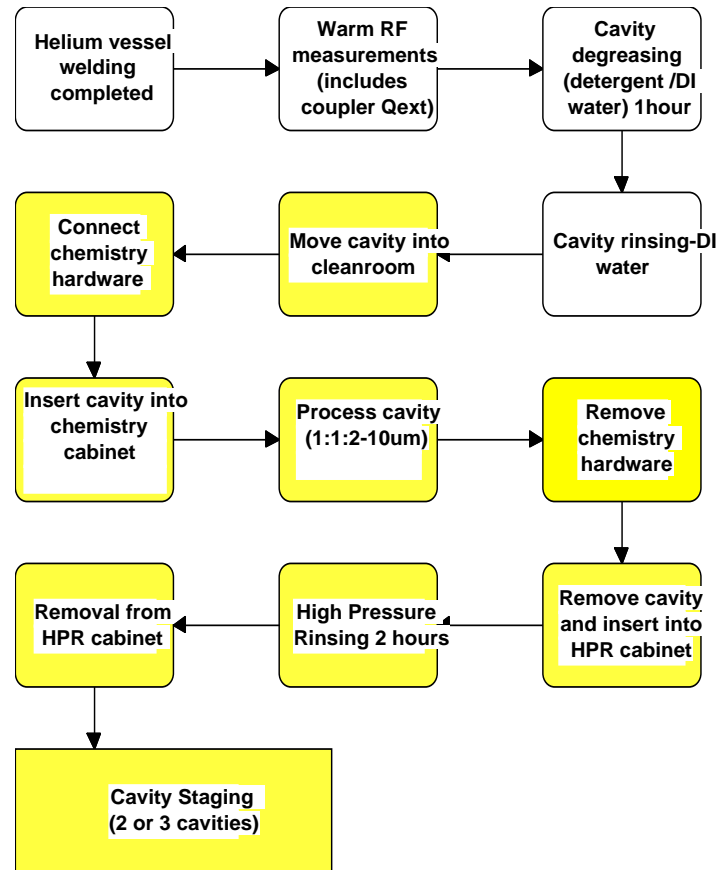 Helium vessel
welding
completed
Warm RF
measurements
(includes
coupler Qext)
Cavity
degreasing
(detergent /DI
water) 1hour
Cavity rinsing-DI
water
Move cavity into
cleanroom
Connect
chemistry
hardware
Insert cavity into
chemistry
cabinet
Process cavity
(1:1:2-10um)
Remove
chemistry
hardware
Remove cavity
and insert into
HPR cabinet
High Pressure
Rinsing 2 hours
Removal from
HPR cabinet
Cavity Staging
(2 or 3 cavities)